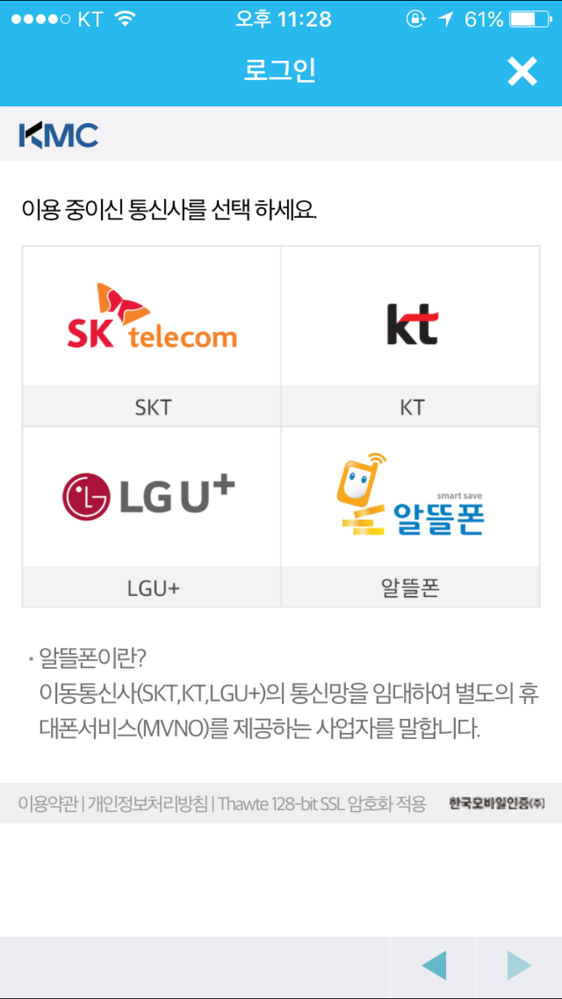 KT 오후 11:28 61%
로그인
KMC
이용 중이신 통신사를 선택 하세요.
SK telecom
kt
SKT
KT
LG U+
smart save
알뜰폰
LGU+
알뜰폰
· 알뜰폰이란?
이동통신사(SKT,KT,LGU+)의 통신망을 임대하여 별도의 휴
대폰서비스(MVNO)를 제공하는 사업자를 말합니다.
이용약관 | 개인정보처리방침 | Thawte 128-bit SSL 암호화 적용 한국모바일인증(주)